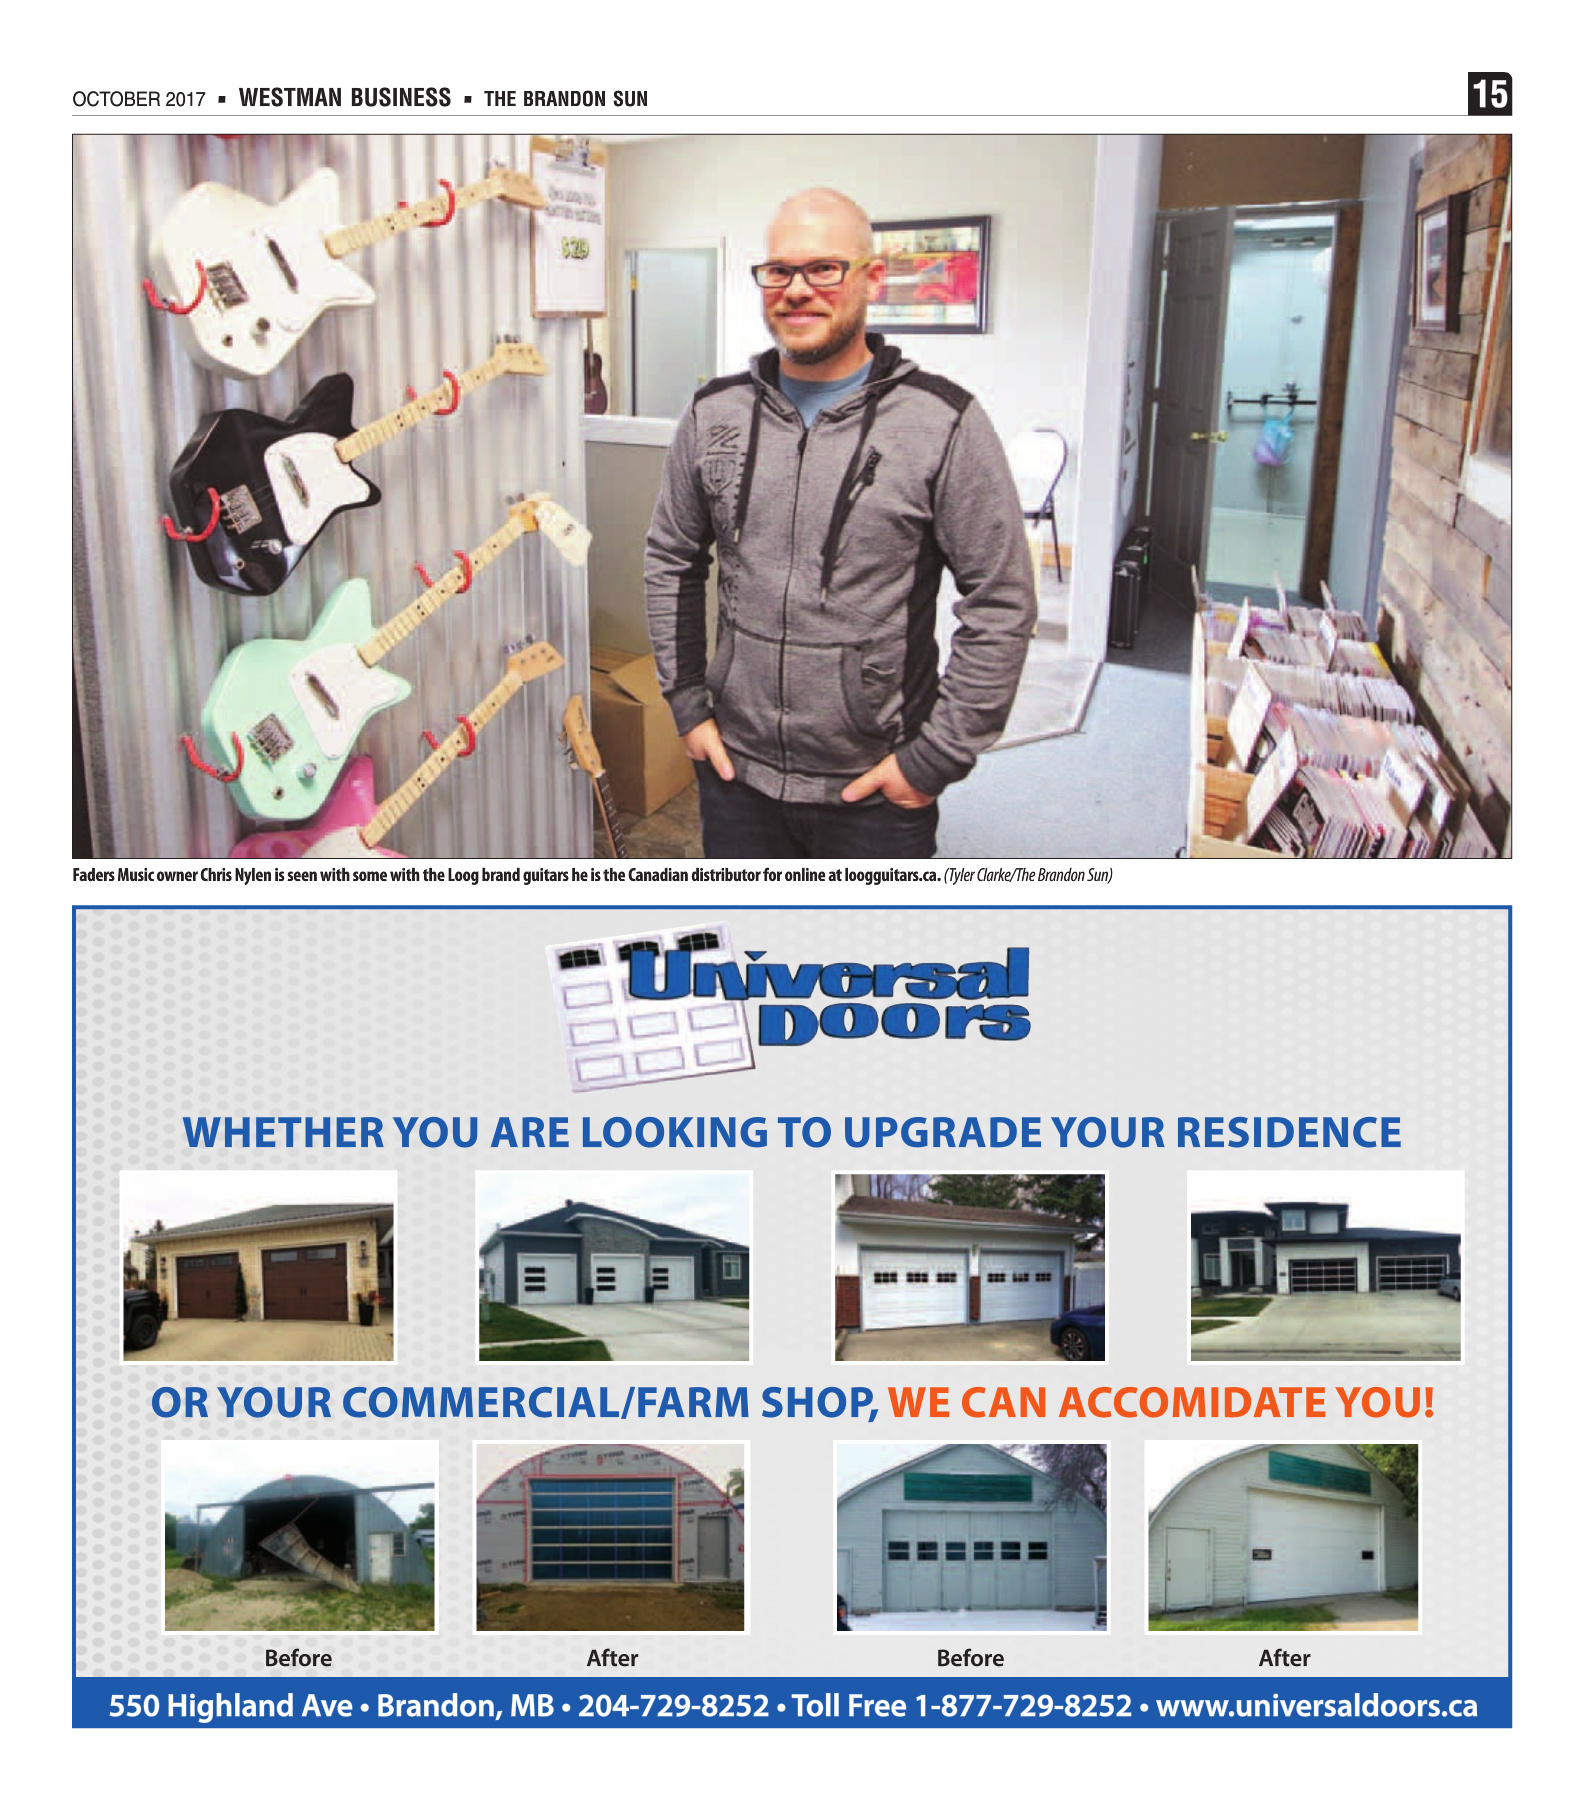 OCTOBER 2017 ▪ WESTMAN BUSINESS ▪ THE BRANDON SUN
15
$729
Faders Music owner Chris Nylen is seen with some with the Loog brand guitars he is the Canadian distributor for online at loogguitars.ca. (Tyler Clarke/The Brandon Sun)
Universal
Doors
WHETHER YOU ARE LOOKING TO UPGRADE YOUR RESIDENCE
OR YOUR COMMERCIAL/FARM SHOP, WE CAN ACCOMIDATE YOU!
Before
After
Before
After
550 Highland Ave • Brandon, MB • 204-729-8252 • Toll Free 1-877-729-8252 • www.universaldoors.ca